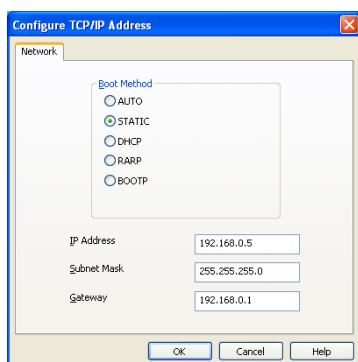 Configure TCP/IP Address
Network
Boot Method
AUTO
STATIC
DHCP
RARP
BOOTP
IP Address 192.168.0.5
Subnet Mask 255.255.255.0
Gateway 192.168.0.1
OK Cancel Help